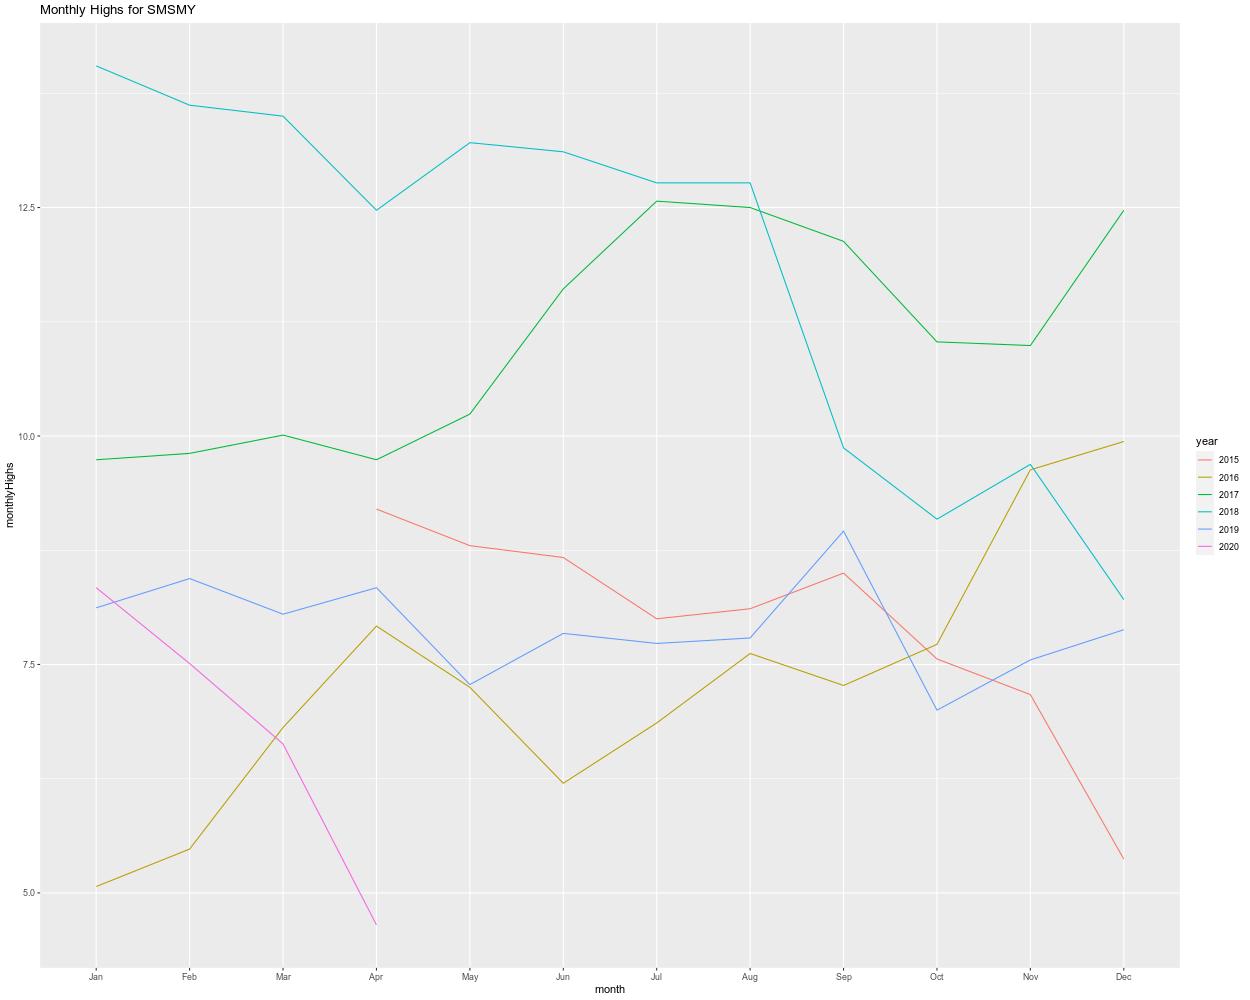 Monthly Highs for SMSMY
monthlyHighs
12.5
10.0
7.5
5.0
Jan Feb Mar Apr May Jun Jul Aug Sep Oct Nov Dec
month
year
2015
2016
2017
2018
2019
2020